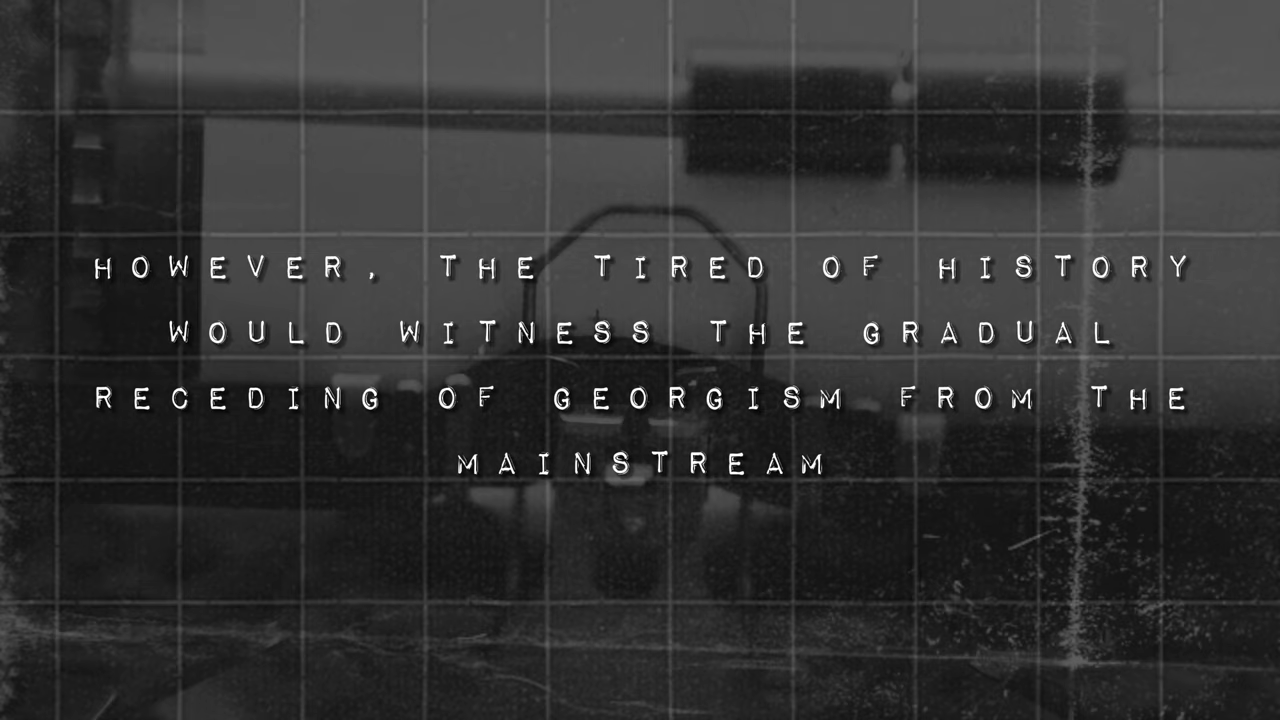 HOWEVER, THE TIRED OF HISTORY
WOULD WITNESS THE GRADUAL
RECEDING OF GEORGISM FROM THE
MAINSTREAM